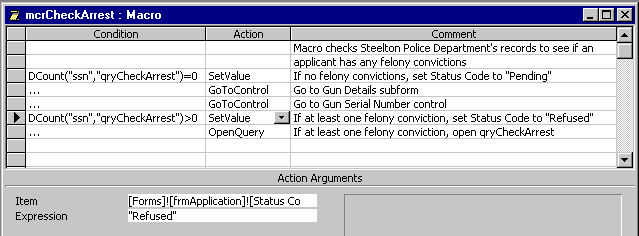 mcrCheckArrest : Macro
Condition Action Comment
Macro checks Steelton Police Department's records to see if an
applicant has any felony convictions
DCount("ssn","qryCheckArrest")=0 SetValue If no felony convictions, set Status Code to "Pending"
... GoToControl Go to Gun Details subform
... GoToControl Go to Gun Serial Number control
DCount("ssn","qryCheckArrest")>0 SetValue If at least one felony conviction, set Status Code to "Refused"
... OpenQuery If at least one felony conviction, open qryCheckArrest
Action Arguments
Item [Forms]![frmApplication]![Status Co
Expression "Refused"